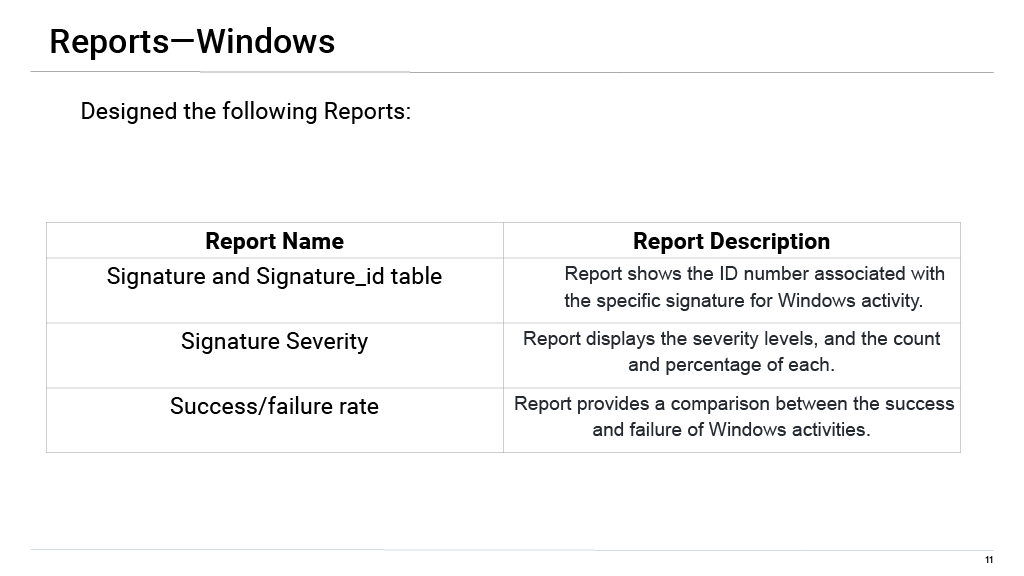 Reports—Windows
Designed the following Reports:
Report Name
Report Description
Signature and Signature_id table
Report shows the ID number associated with
the specific signature for Windows activity.
Signature Severity
Report displays the severity levels, and the count
and percentage of each.
Success/failure rate
Report provides a comparison between the success
and failure of Windows activities.
11